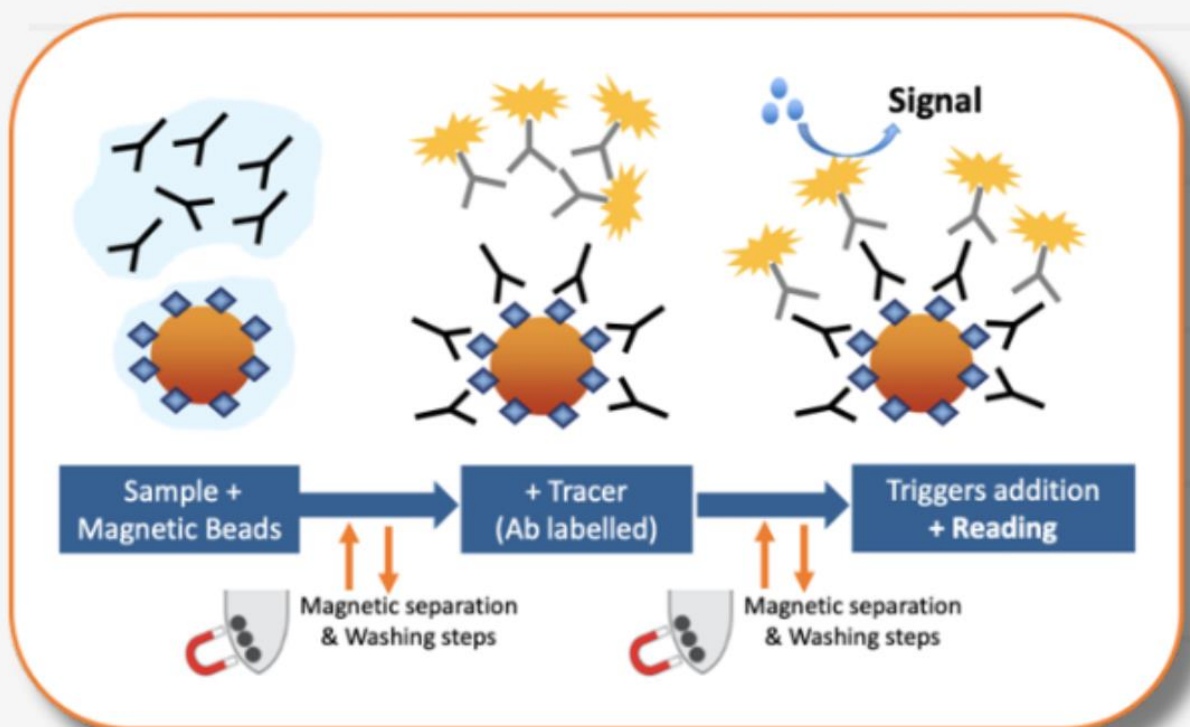 Signal
Sample +
Magnetic Beads
+ Tracer
(Ab labelled)
Triggers addition
+ Reading
Magnetic separation
& Washing steps
Magnetic separation
& Washing steps